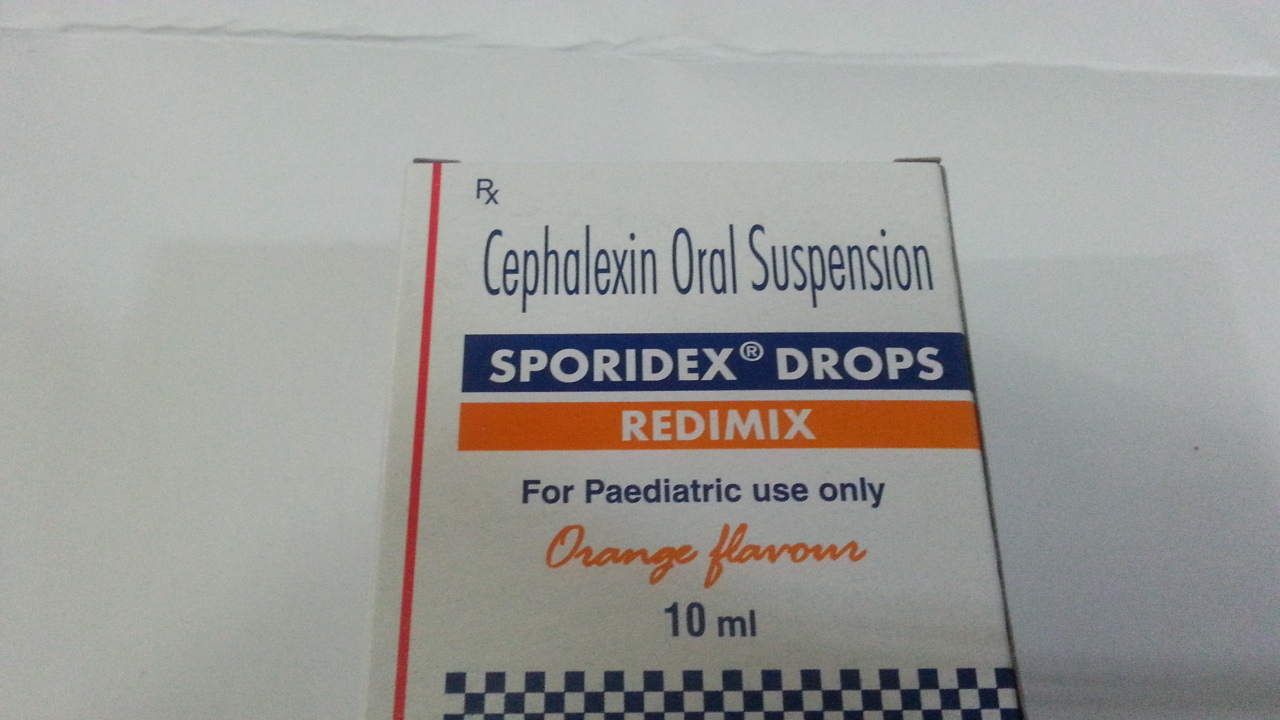 Rx
Cephalexin Oral Suspension
SPORIDEX® DROPS
REDIMIX
For Paediatric use only
Orange flavour
10 ml